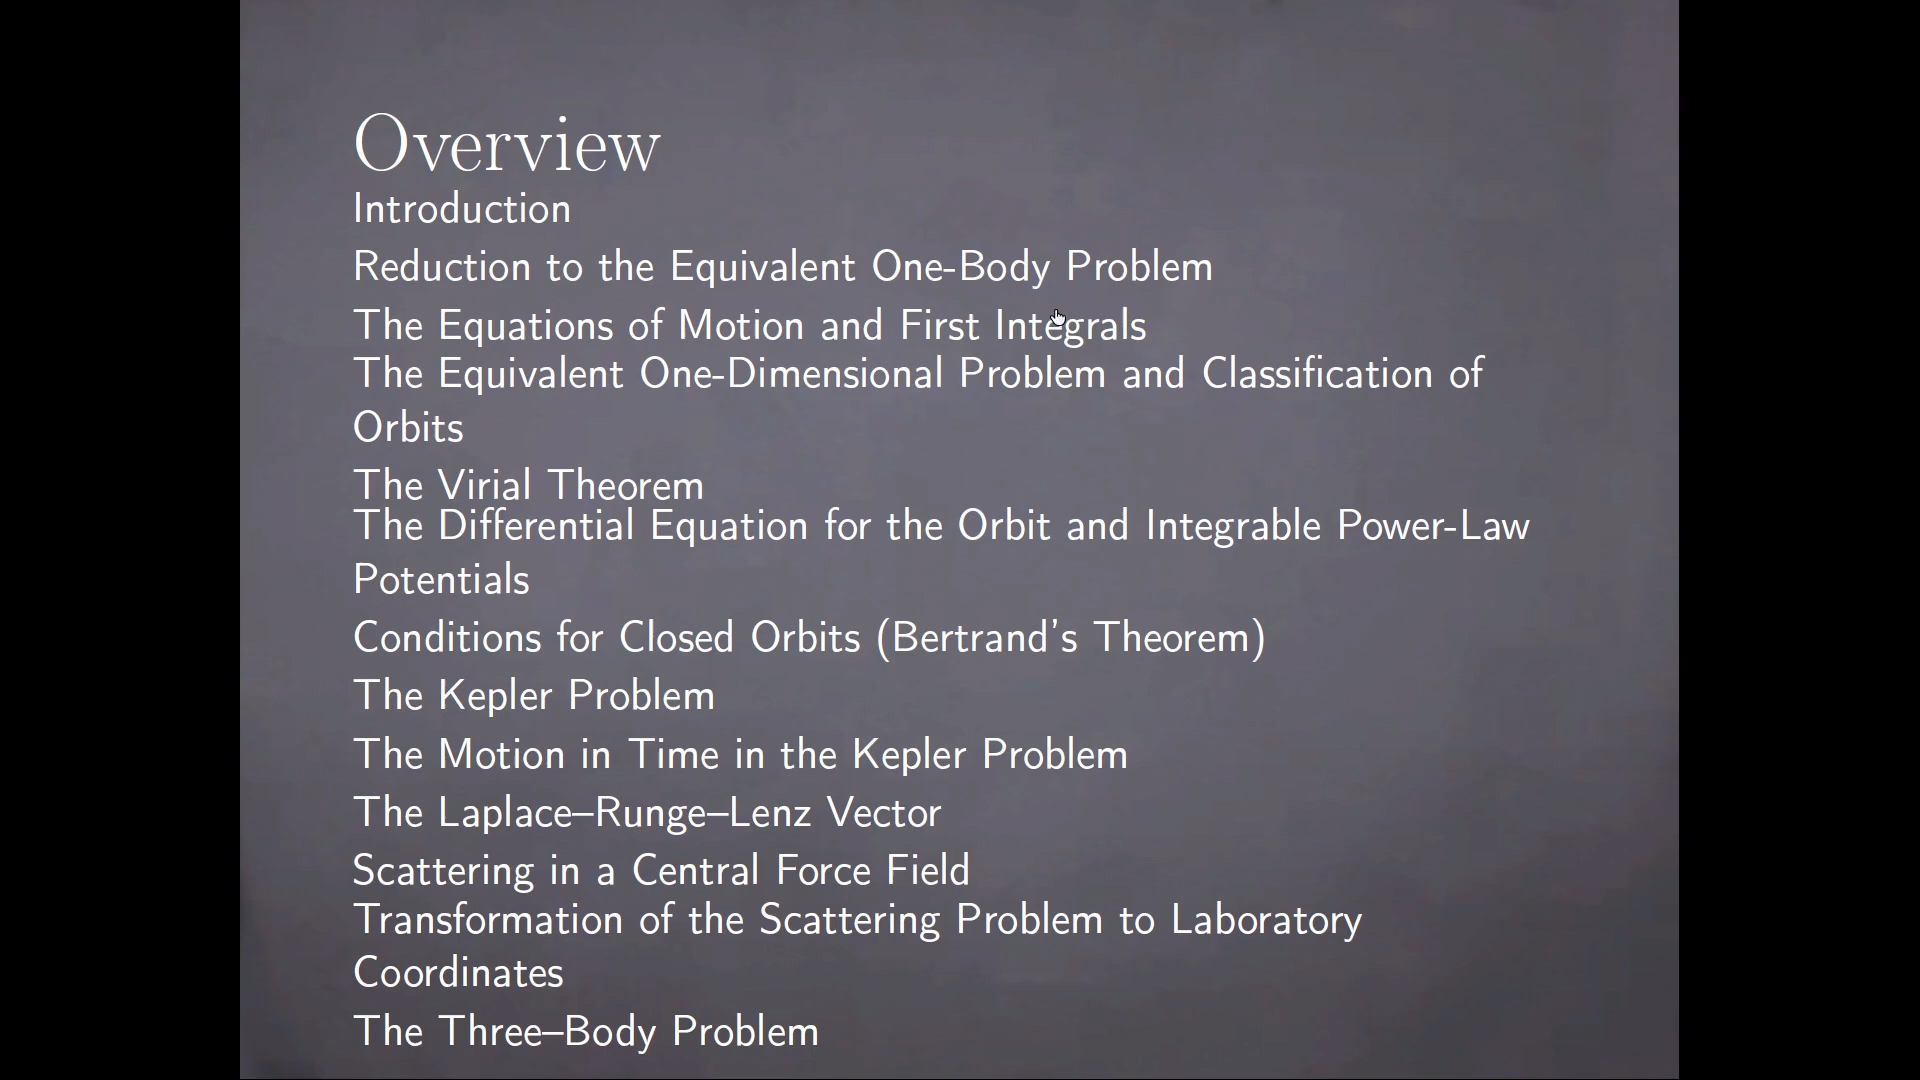 Overview
Introduction
Reduction to the Equivalent One-Body Problem
The Equations of Motion and First Integrals
The Equivalent One-Dimensional Problem and Classification of
Orbits
The Virial Theorem
The Differential Equation for the Orbit and Integrable Power-Law
Potentials
Conditions for Closed Orbits (Bertrand’s Theorem)
The Kepler Problem
The Motion in Time in the Kepler Problem
The Laplace–Runge–Lenz Vector
Scattering in a Central Force Field
Transformation of the Scattering Problem to Laboratory
Coordinates
The Three–Body Problem